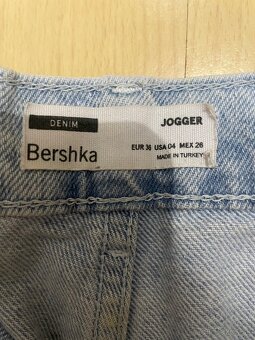 DENIM
JOGGER
Bershka
EUR 36 USA 04 MEX 26
MADE IN TURKEY